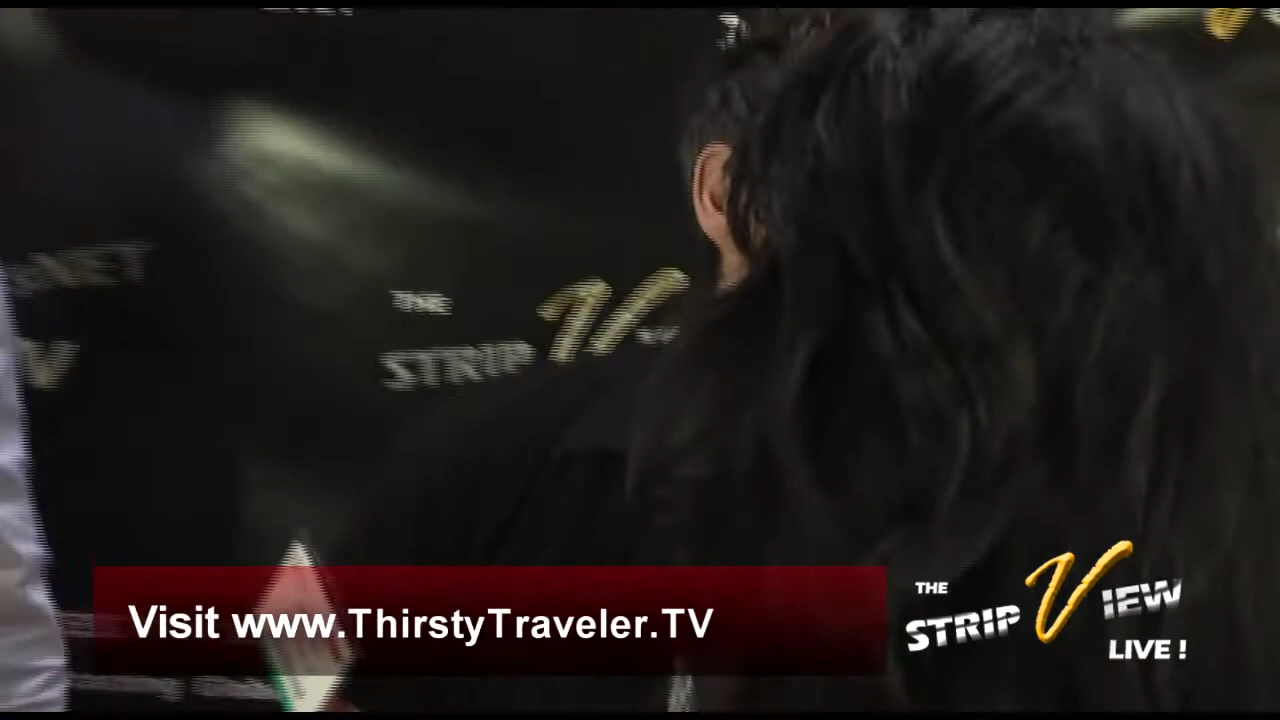 THE
STRIP V
Visit www.ThirstyTraveler.TV
THE
STRIP VIEW
LIVE !